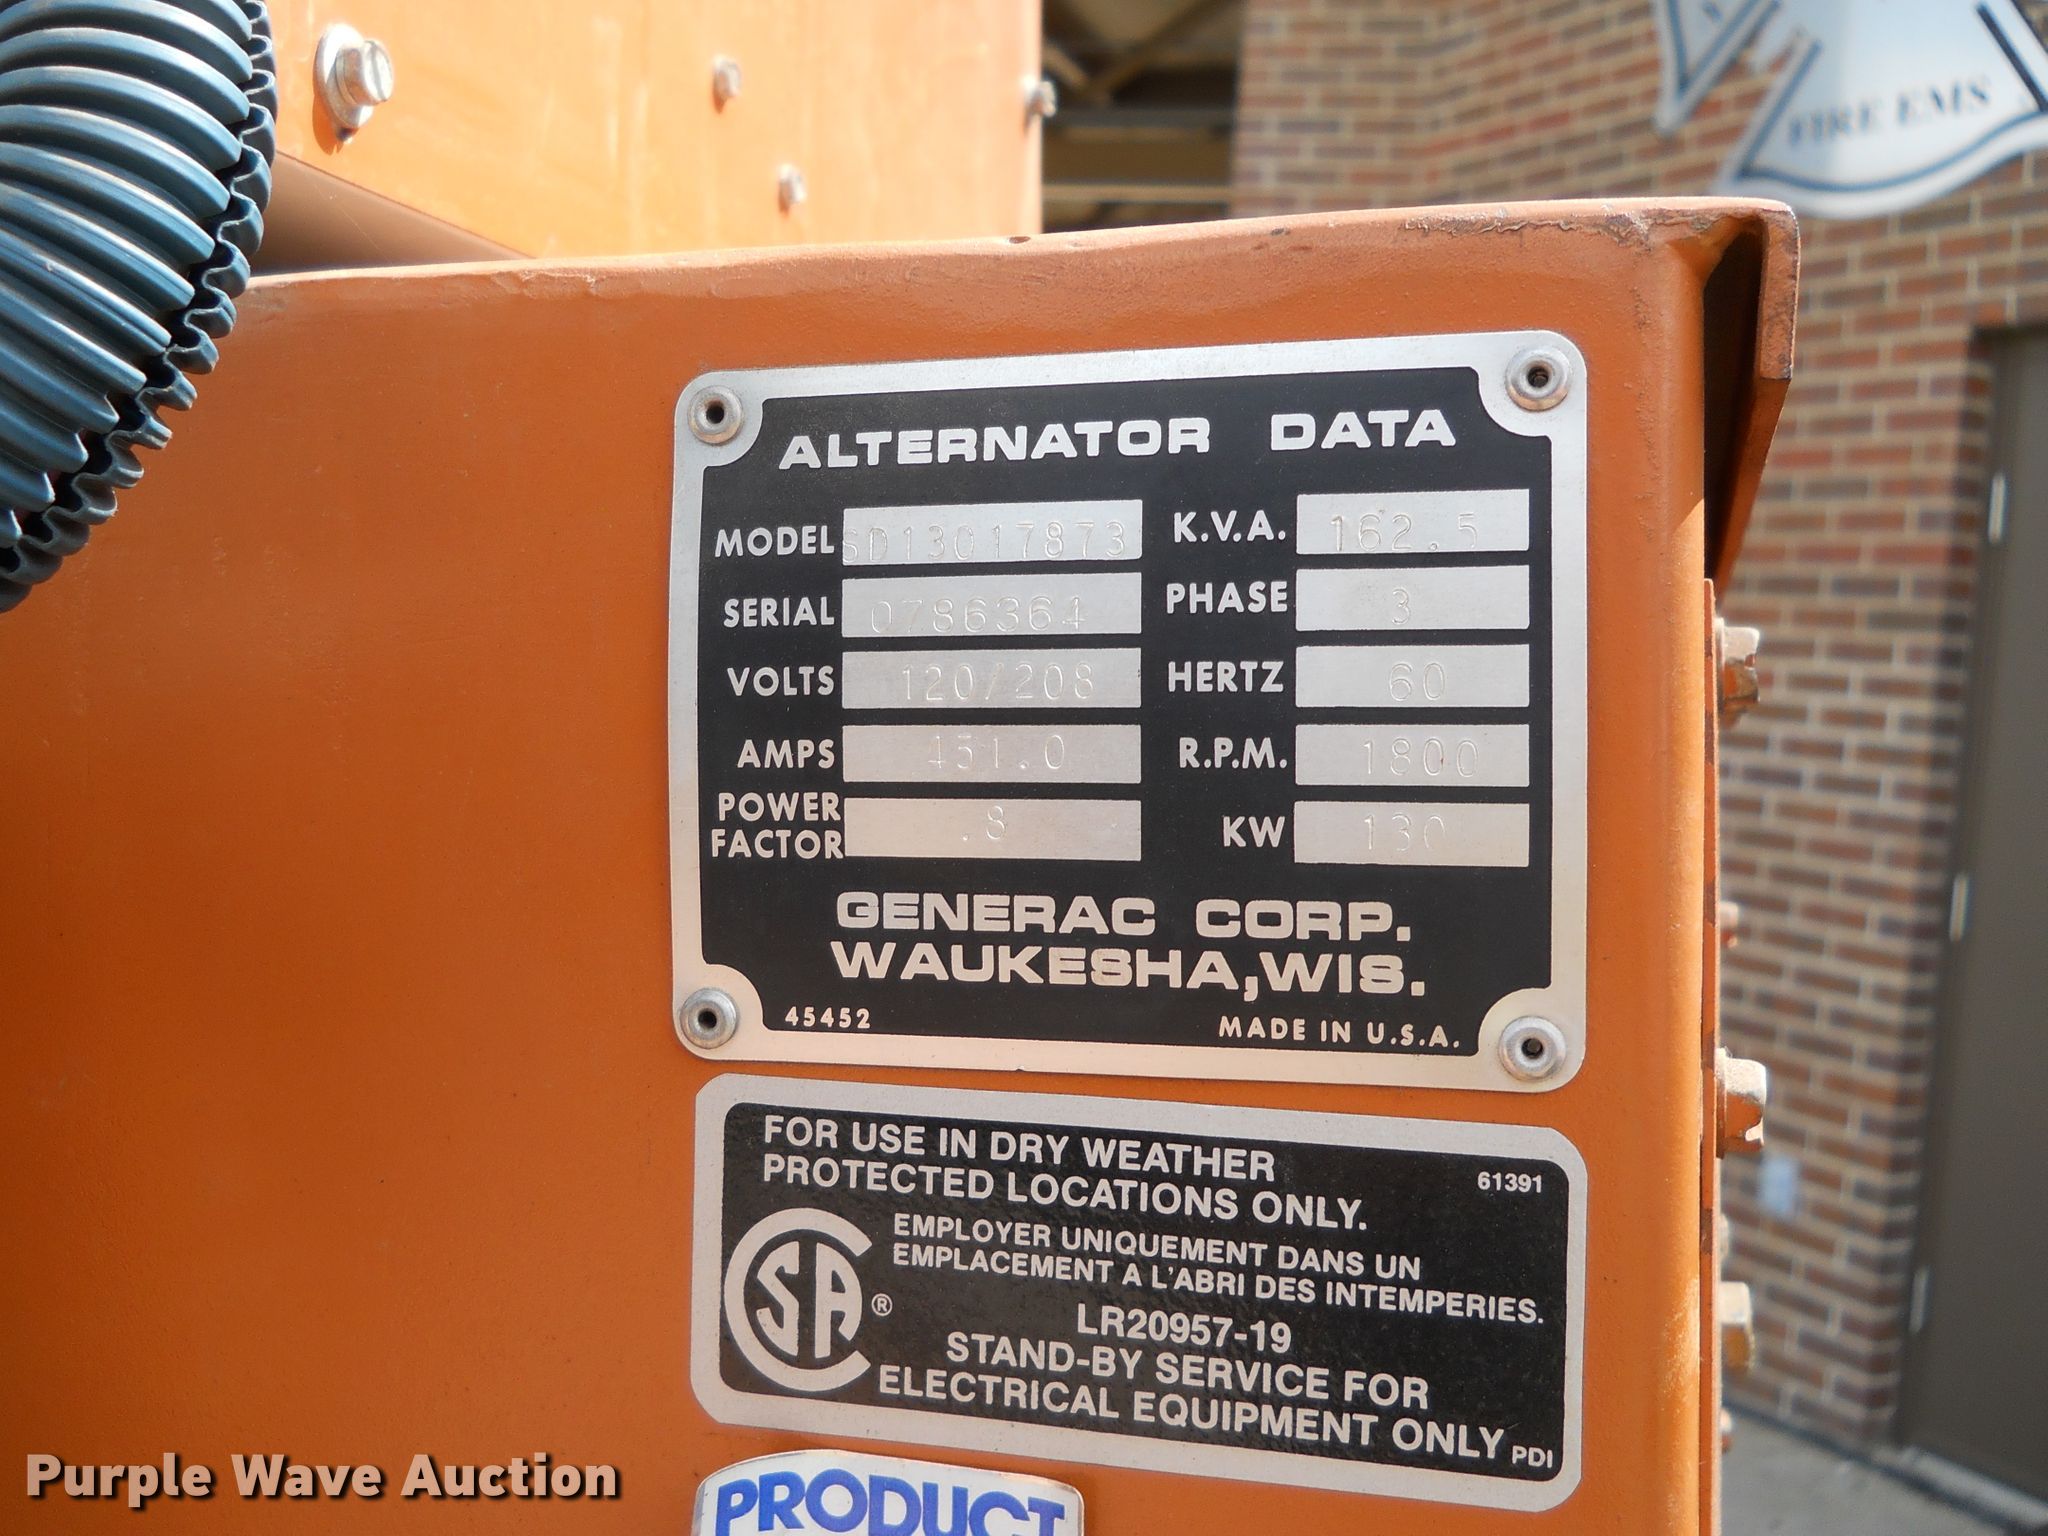 FIRE EMS
ALTERNATOR DATA
MODEL SD13017873 K.V.A. 162.5
SERIAL 0786364 PHASE 3
VOLTS 120/208 HERTZ 60
AMPS 451.0 R.P.M. 1800
POWER
FACTOR .8 KW 130
GENERAC CORP.
WAUKESHA, WIS.
45452 MADE IN U.S.A.
FOR USE IN DRY WEATHER
PROTECTED LOCATIONS ONLY. 61391
EMPLOYER UNIQUEMENT DANS UN
EMPLACEMENT A L'ABRI DES INTEMPERIES.
CSA ®
LR20957-19
STAND-BY SERVICE FOR
ELECTRICAL EQUIPMENT ONLY PDI
PRODUCT
Purple Wave Auction